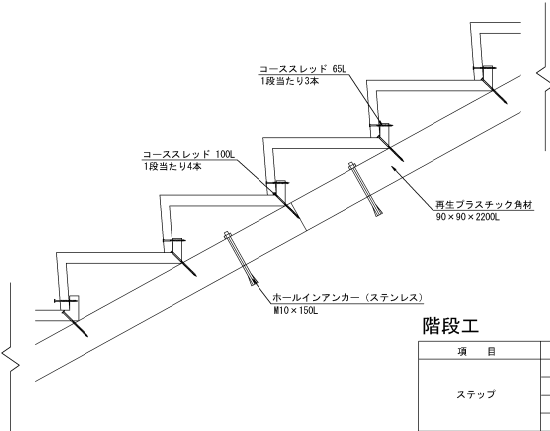 コーススレッド 65L
1段当たり3本
コーススレッド 100L
1段当たり4本
再生プラスチック角材
90×90×2200L
ホールインアンカー（ステンレス）
M10×150L
階段工
項　目
ステップ